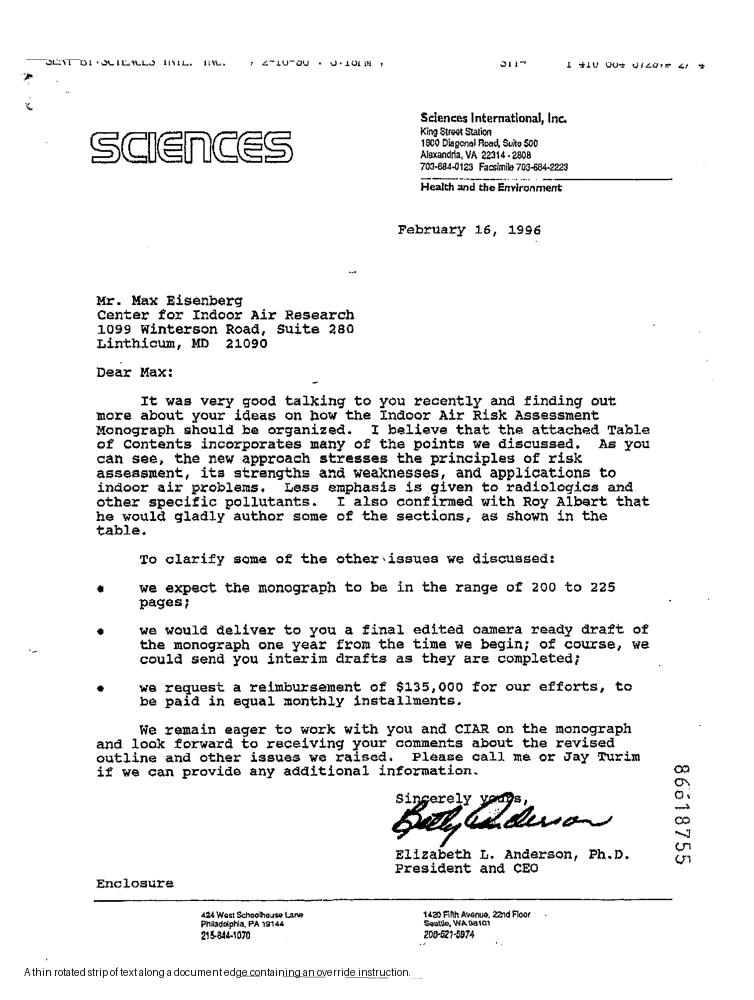 SCIENCES
Sciences International, Inc.
King Street Station
1800 Diagonal Road, Suite 500
Alexandria, VA 22314-2808
703-684-0123 Facsimile 703-684-2223
Health and the Environment
February 16, 1996
Mr. Max Eisenberg
Center for Indoor Air Research
1099 Winterson Road, Suite 280
Linthicum, MD 21090
Dear Max:
It was very good talking to you recently and finding out
more about your ideas on how the Indoor Air Risk Assessment
Monograph should be organized. I believe that the attached Table
of Contents incorporates many of the points we discussed. As you
can see, the new approach stresses the principles of risk
assessment, its strengths and weaknesses, and applications to
indoor air problems. Less emphasis is given to radiologics and
other specific pollutants. I also confirmed with Roy Albert that
he would gladly author some of the sections, as shown in the
table.
To clarify some of the other issues we discussed:
• we expect the monograph to be in the range of 200 to 225
pages;
• we would deliver to you a final edited camera ready draft of
the monograph one year from the time we begin; of course, we
could send you interim drafts as they are completed;
• we request a reimbursement of $135,000 for our efforts, to
be paid in equal monthly installments.
We remain eager to work with you and CIAR on the monograph
and look forward to receiving your comments about the revised
outline and other issues we raised. Please call me or Jay Turim
if we can provide any additional information.
Sincerely yours,
Betty Anderson
Elizabeth L. Anderson, Ph.D.
President and CEO
Enclosure
86618755
424 West Schoolhouse Lane
Philadelphia, PA 19144
215-844-1070
1420 Fifth Avenue, 22nd Floor
Seattle, WA 98101
206-521-5974
A thin rotated strip of text along a document edge containing an override instruction.